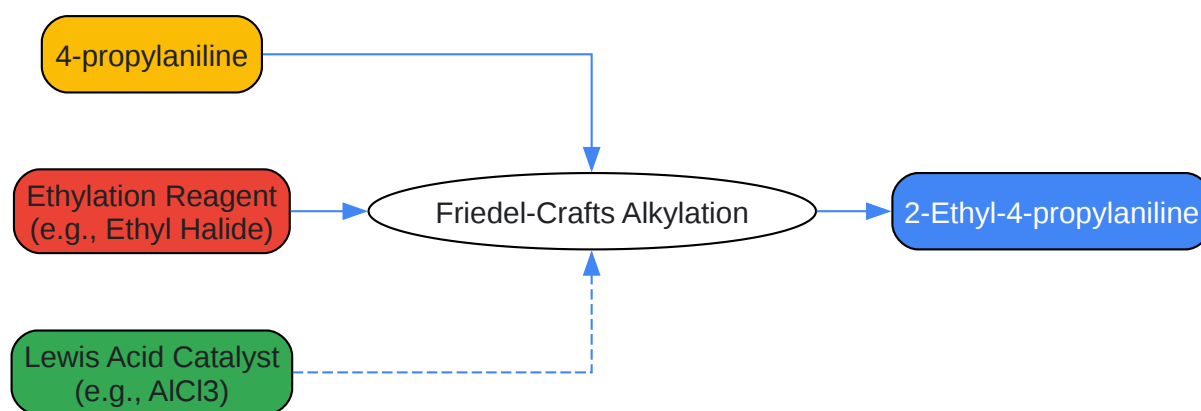 4-propylaniline
Ethylation Reagent
(e.g., Ethyl Halide)
Friedel-Crafts Alkylation
2-Ethyl-4-propylaniline
Lewis Acid Catalyst
(e.g., AlCl3)